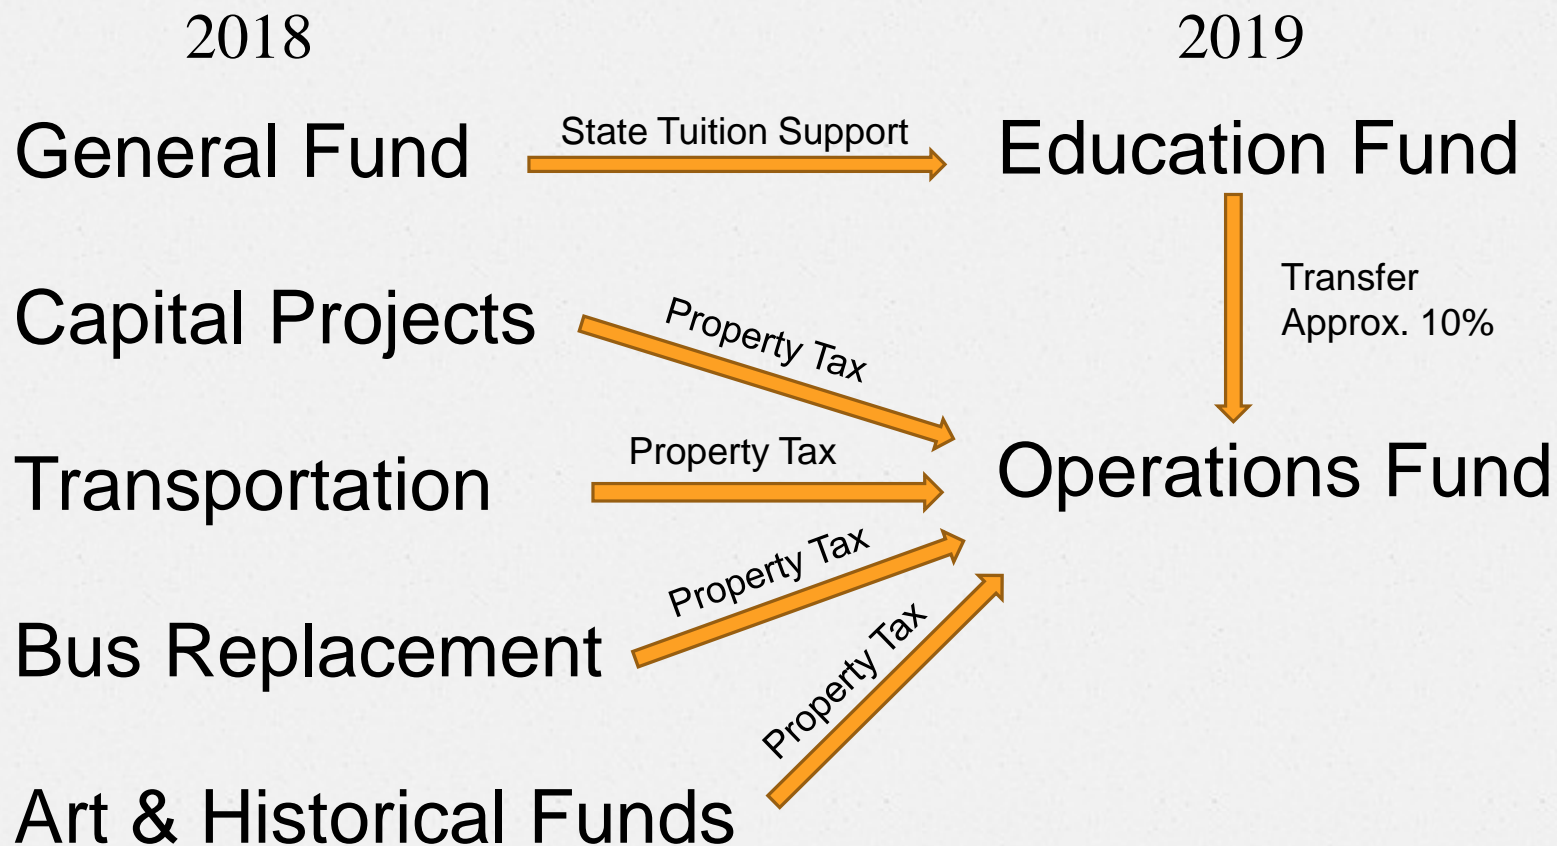 2018
2019
General Fund
State Tuition Support
Education Fund
Transfer
Approx. 10%
Capital Projects
Property Tax
Transportation
Property Tax
Operations Fund
Bus Replacement
Property Tax
Art & Historical Funds
Property Tax